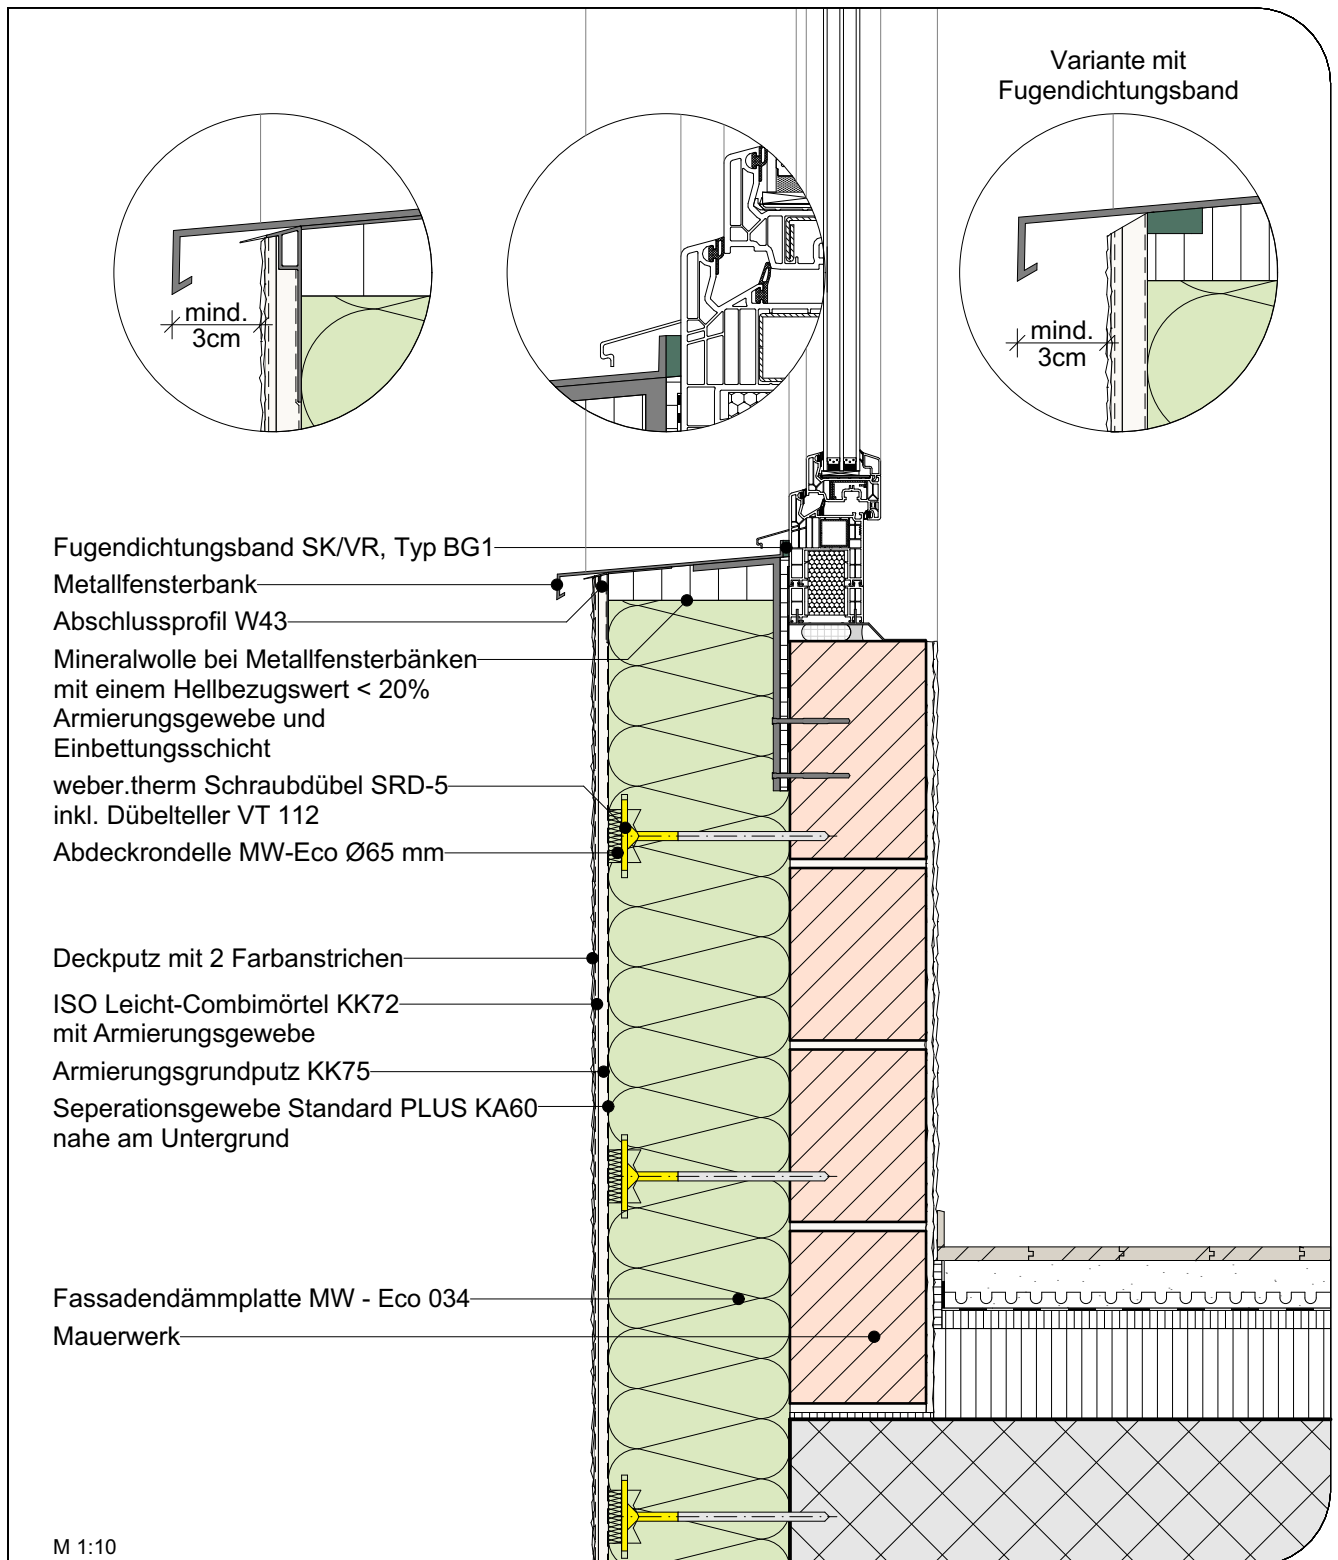 Variante mit
Fugendichtungsband
mind.
3cm
mind.
3cm
Fugendichtungsband SK/VR, Typ BG1
Metallfensterbank
Abschlussprofil W43
Mineralwolle bei Metallfensterbänken
mit einem Hellbezugswert < 20%
Armierungsgewebe und
Einbettungsschicht
weber.therm Schraubdübel SRD-5
inkl. Dübelteller VT 112
Abdeckrondelle MW-Eco Ø65 mm
Deckputz mit 2 Farbanstrichen
ISO Leicht-Combimörtel KK72
mit Armierungsgewebe
Armierungsgrundputz KK75
Seperationsgewebe Standard PLUS KA60
nahe am Untergrund
Fassadendämmplatte MW - Eco 034
Mauerwerk
M 1:10